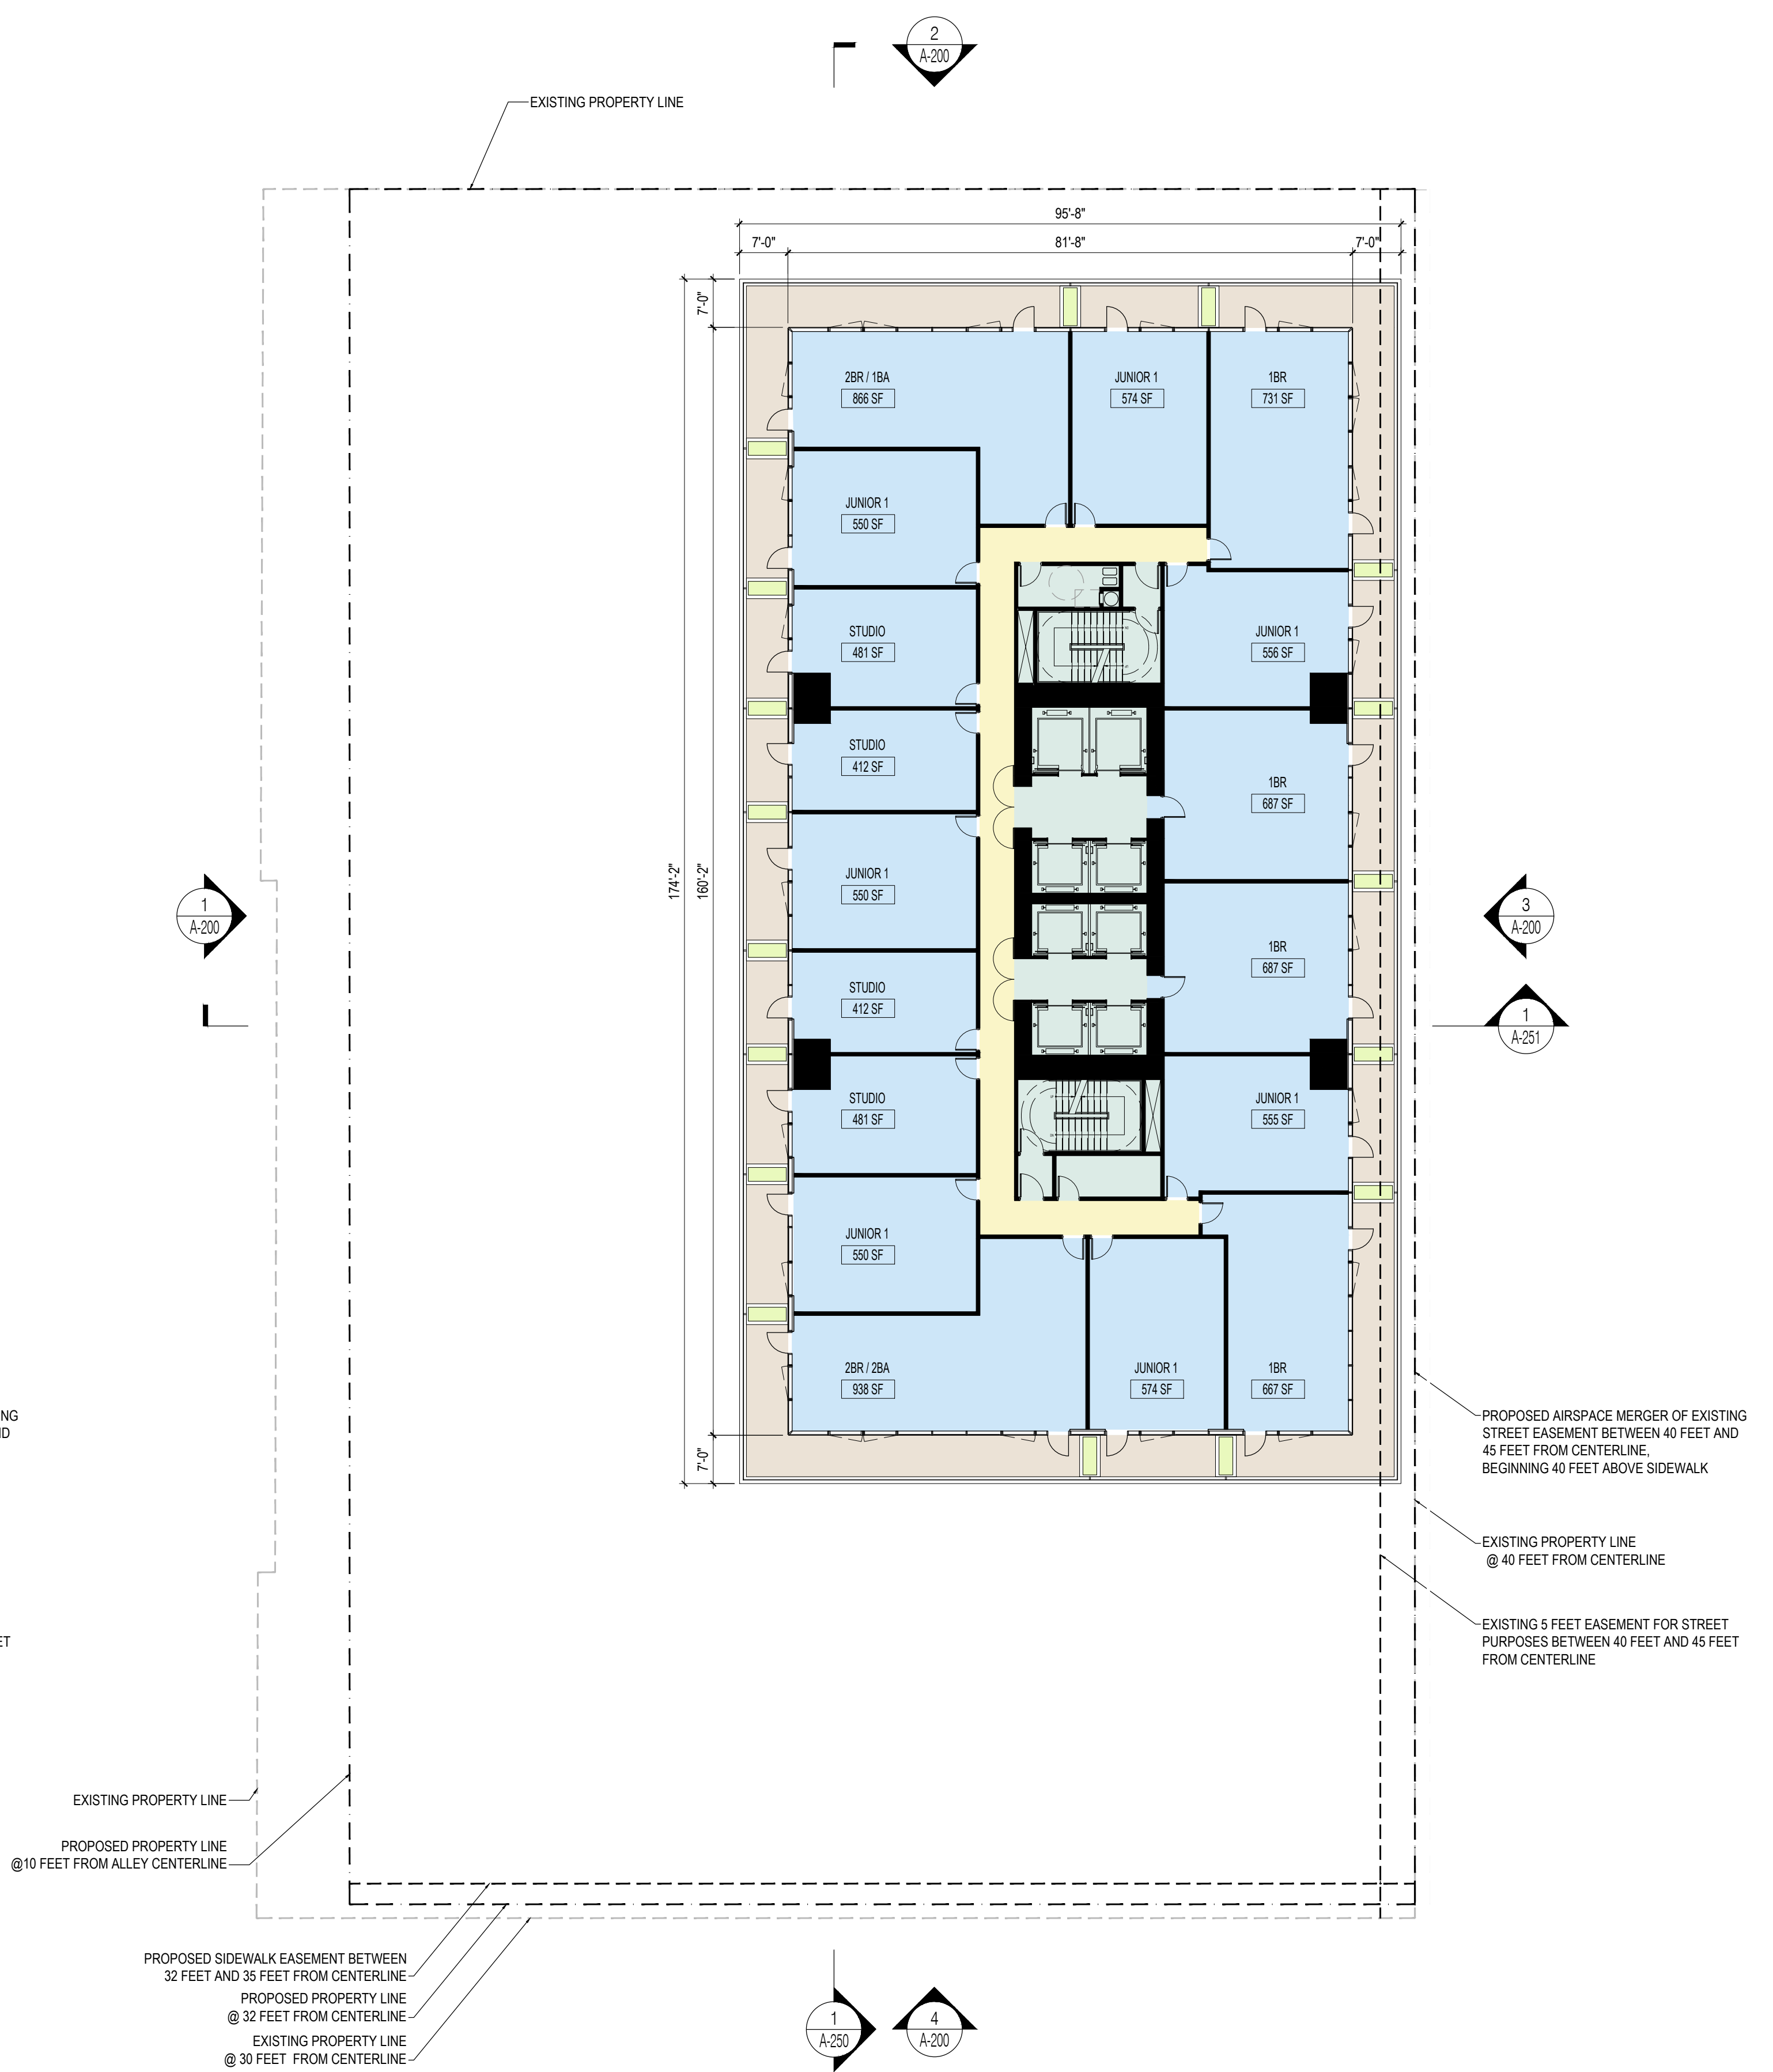 2
A-200
EXISTING PROPERTY LINE
95'-8"
7'-0"
81'-8"
7'-0"
7'-0"
174'-2"
160'-2"
7'-0"
2BR / 1BA
866 SF
JUNIOR 1
574 SF
1BR
731 SF
JUNIOR 1
550 SF
STUDIO
481 SF
JUNIOR 1
556 SF
STUDIO
412 SF
1BR
687 SF
JUNIOR 1
550 SF
1BR
687 SF
STUDIO
412 SF
STUDIO
481 SF
JUNIOR 1
555 SF
JUNIOR 1
550 SF
2BR / 2BA
938 SF
JUNIOR 1
574 SF
1BR
667 SF
1
A-200
3
A-200
1
A-251
NG
D
ET
PROPOSED AIRSPACE MERGER OF EXISTING
STREET EASEMENT BETWEEN 40 FEET AND
45 FEET FROM CENTERLINE,
BEGINNING 40 FEET ABOVE SIDEWALK
EXISTING PROPERTY LINE
@ 40 FEET FROM CENTERLINE
EXISTING 5 FEET EASEMENT FOR STREET
PURPOSES BETWEEN 40 FEET AND 45 FEET
FROM CENTERLINE
EXISTING PROPERTY LINE
PROPOSED PROPERTY LINE
@10 FEET FROM ALLEY CENTERLINE
PROPOSED SIDEWALK EASEMENT BETWEEN
32 FEET AND 35 FEET FROM CENTERLINE
PROPOSED PROPERTY LINE
@ 32 FEET FROM CENTERLINE
EXISTING PROPERTY LINE
@ 30 FEET FROM CENTERLINE
1
A-250
4
A-200